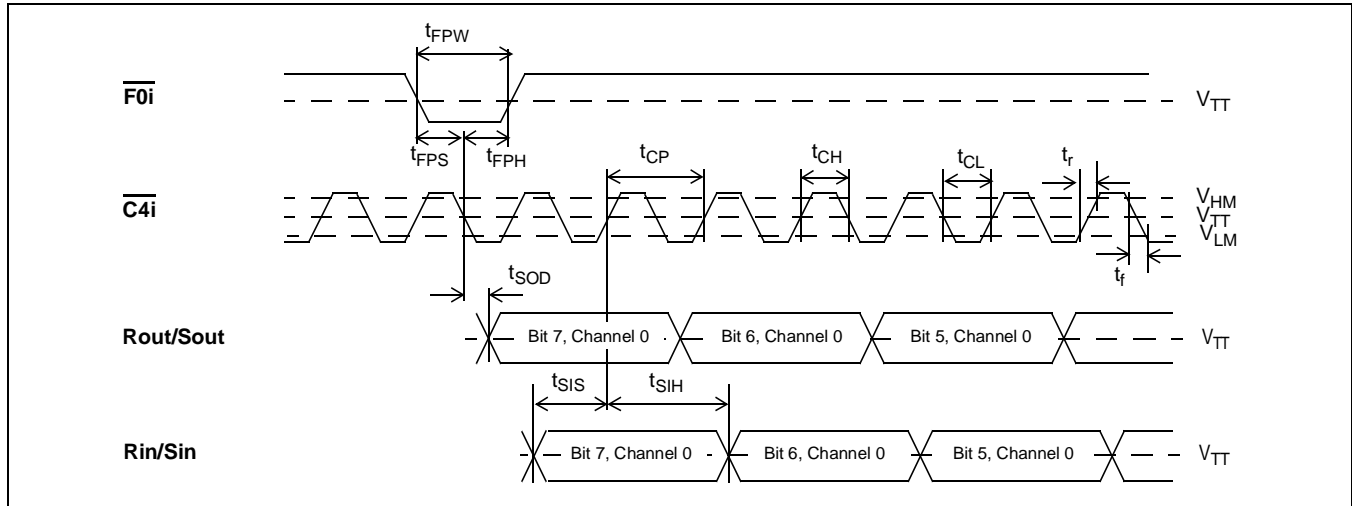 tFPW
F0i
VTT
tFPS tFPH tCP tCH tCL tr
C4i
VHM
VTT
VLM
tf
tSOD
Rout/Sout Bit 7, Channel 0 Bit 6, Channel 0 Bit 5, Channel 0 VTT
tSIS tSIH
Rin/Sin Bit 7, Channel 0 Bit 6, Channel 0 Bit 5, Channel 0 VTT